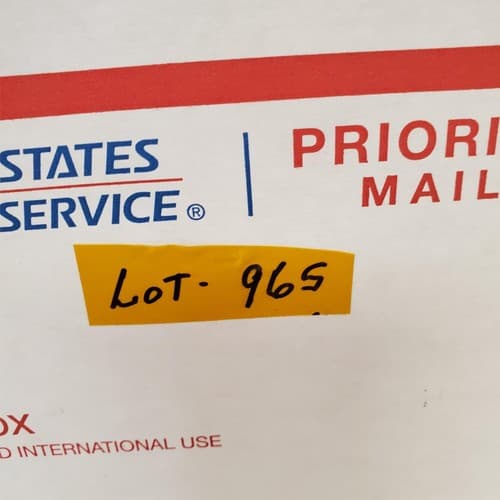 STATES
SERVICE®
PRIORI
MAIL
LOT - 965
OX
D INTERNATIONAL USE